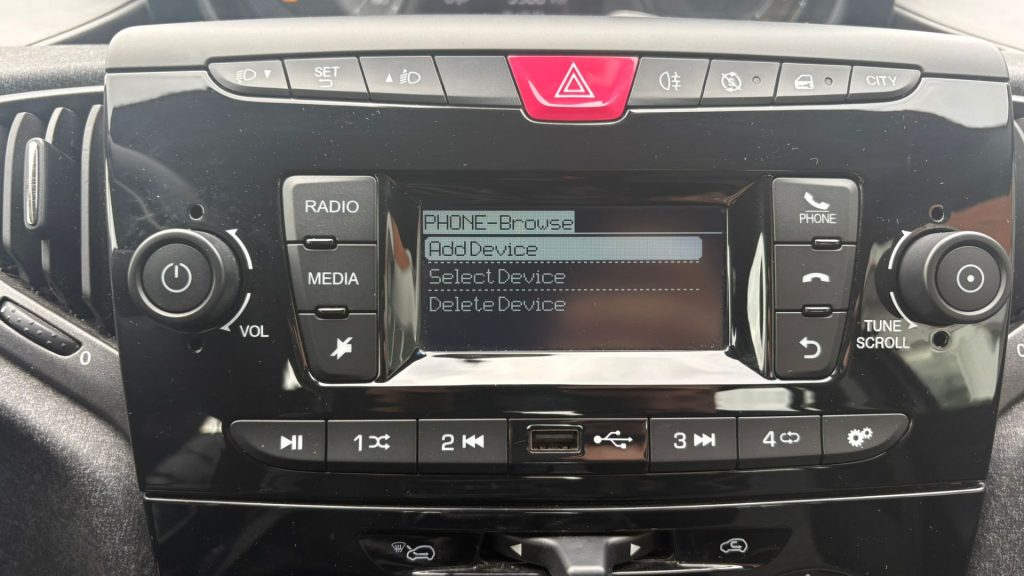 SET
CITY
RADIO
PHONE
PHONE-Browse
Add Device
Select Device
Delete Device
MEDIA
VOL
TUNE
SCROLL
0
1
2
3
4